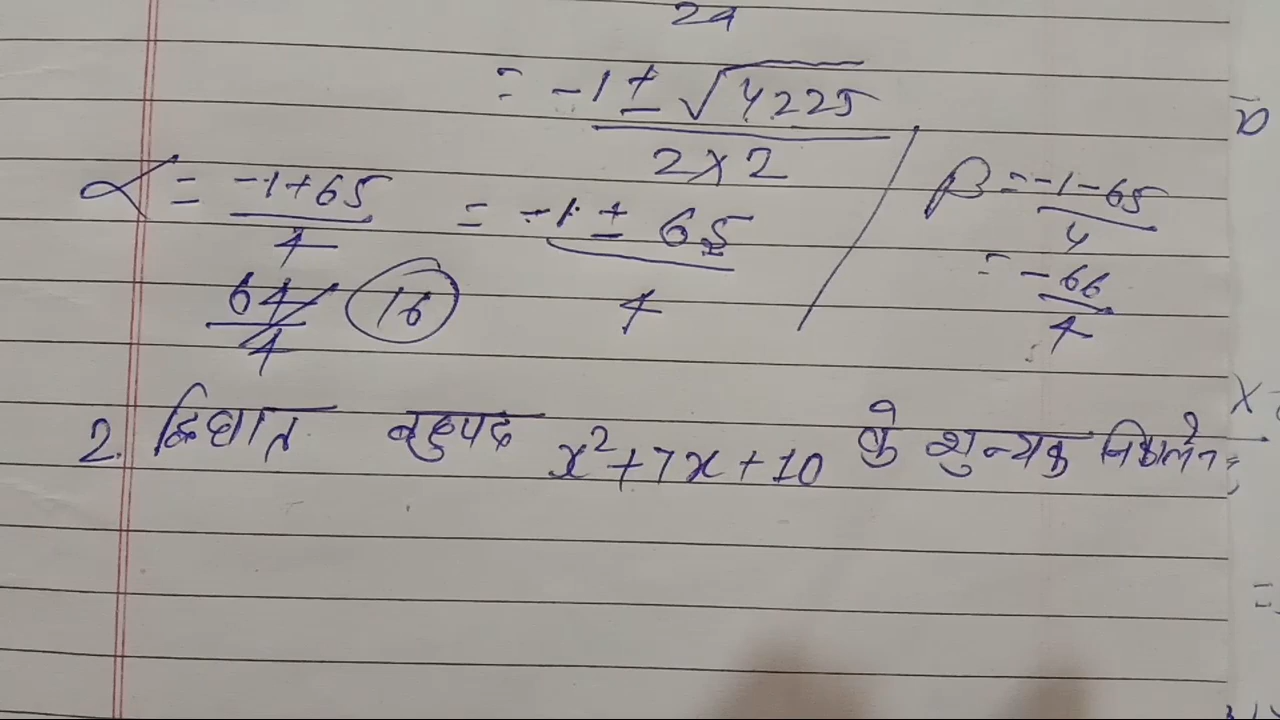 2a
= -1 ± √4225
2×2
α = -1+65
4
= -1 ± 65
4
β = -1-65
4
64
4
16
= -66
4
2. द्विघात बहुपद x²+7x+10 के शुन्यक निकालेन